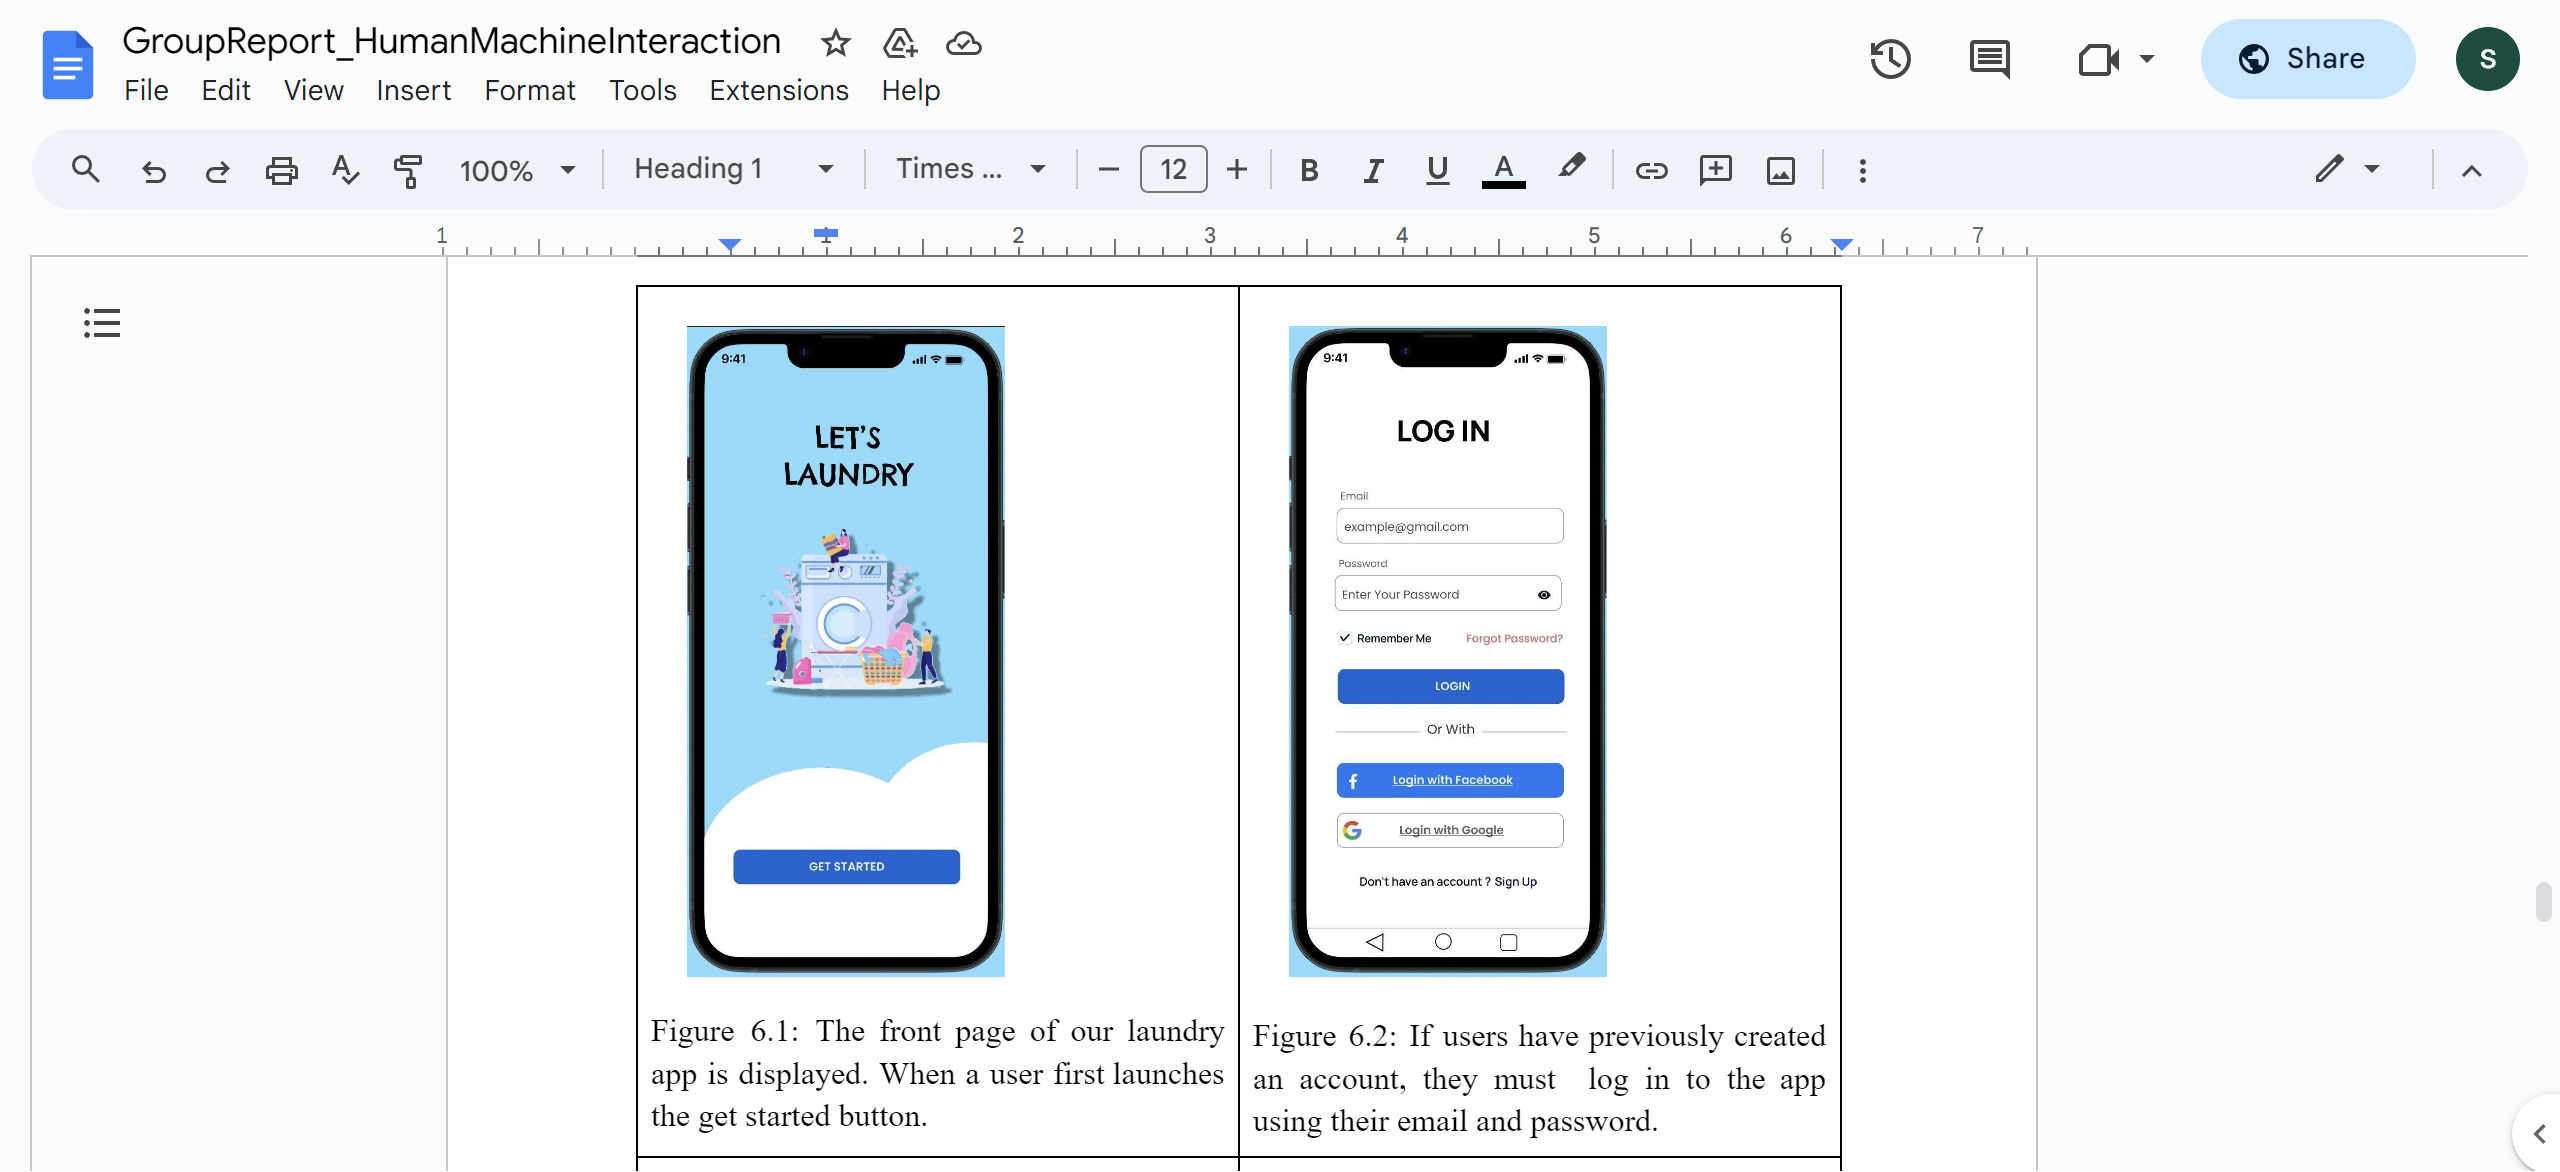 GroupReport_HumanMachineInteraction
File Edit View Insert Format Tools Extensions Help
Share
S
100% Heading 1 Times ... 12 B I U A
1 1 2 3 4 5 6 7
9:41
LET'S
LAUNDRY
GET STARTED
Figure 6.1: The front page of our laundry
app is displayed. When a user first launches
the get started button.
9:41
LOG IN
Email
example@gmail.com
Password
Enter Your Password
Remember Me Forgot Password?
LOGIN
Or With
Login with Facebook
Login with Google
Don't have an account ? Sign Up
Figure 6.2: If users have previously created
an account, they must log in to the app
using their email and password.